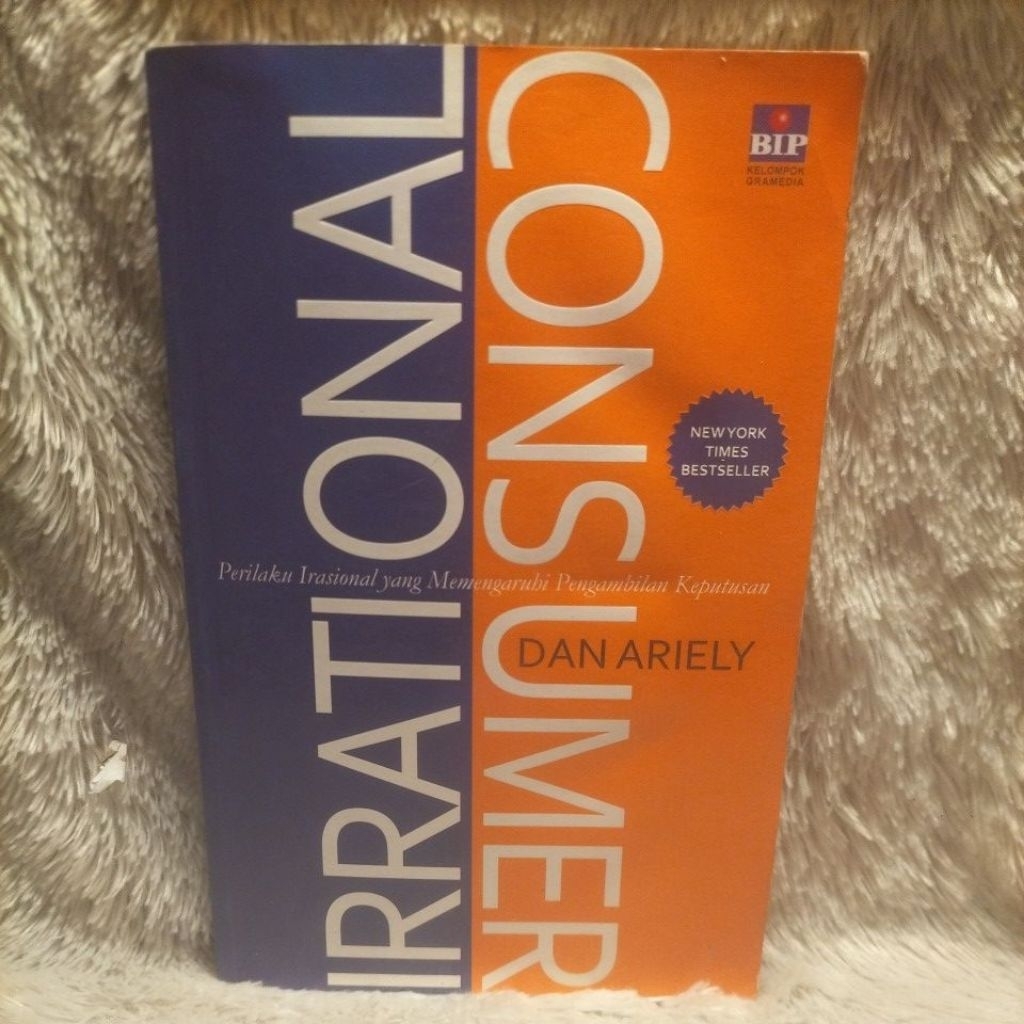 IRRATIONAL
CONSUMER
BIP
KELOMPOK
GRAMEDIA
NEW YORK
TIMES
BESTSELLER
Perilaku Irasional yang Memengaruhi Pengambilan Keputusan
DAN ARIELY